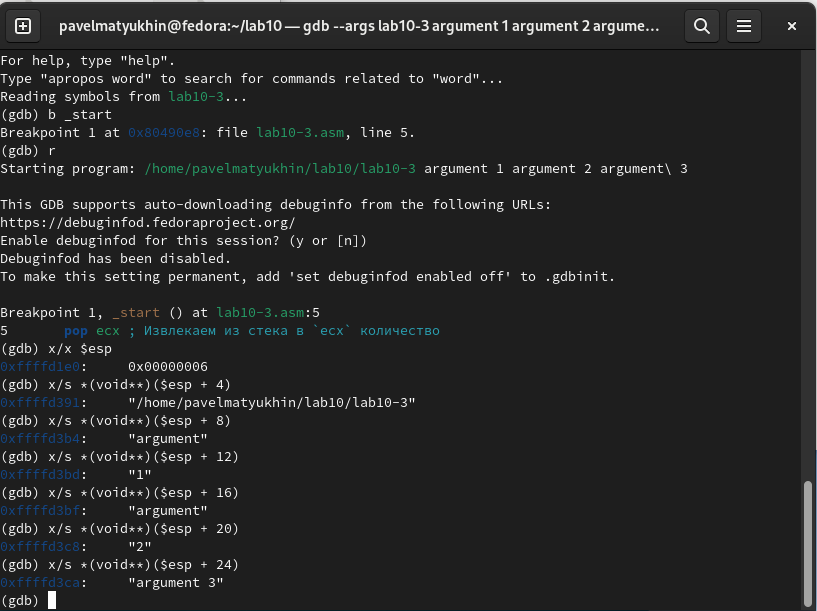 pavelmatyukhin@fedora:~/lab10 — gdb --args lab10-3 argument 1 argument 2 argume...
For help, type "help".
Type "apropos word" to search for commands related to "word"...
Reading symbols from lab10-3...
(gdb) b _start
Breakpoint 1 at 0x80490e8: file lab10-3.asm, line 5.
(gdb) r
Starting program: /home/pavelmatyukhin/lab10/lab10-3 argument 1 argument 2 argument\ 3
This GDB supports auto-downloading debuginfo from the following URLs:
https://debuginfod.fedoraproject.org/
Enable debuginfod for this session? (y or [n])
Debuginfod has been disabled.
To make this setting permanent, add 'set debuginfod enabled off' to .gdbinit.
Breakpoint 1, _start () at lab10-3.asm:5
5       pop ecx ; Извлекаем из стека в `ecx` количество
(gdb) x/x $esp
0xffffd1e0:     0x00000006
(gdb) x/s *(void**)($esp + 4)
0xffffd391:     "/home/pavelmatyukhin/lab10/lab10-3"
(gdb) x/s *(void**)($esp + 8)
0xffffd3b4:     "argument"
(gdb) x/s *(void**)($esp + 12)
0xffffd3bd:     "1"
(gdb) x/s *(void**)($esp + 16)
0xffffd3bf:     "argument"
(gdb) x/s *(void**)($esp + 20)
0xffffd3c8:     "2"
(gdb) x/s *(void**)($esp + 24)
0xffffd3ca:     "argument 3"
(gdb)